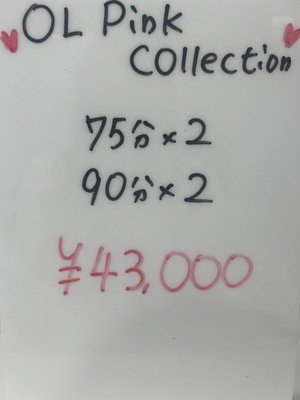 OL Pink
Collection
75分×2
90分×2
¥43,000